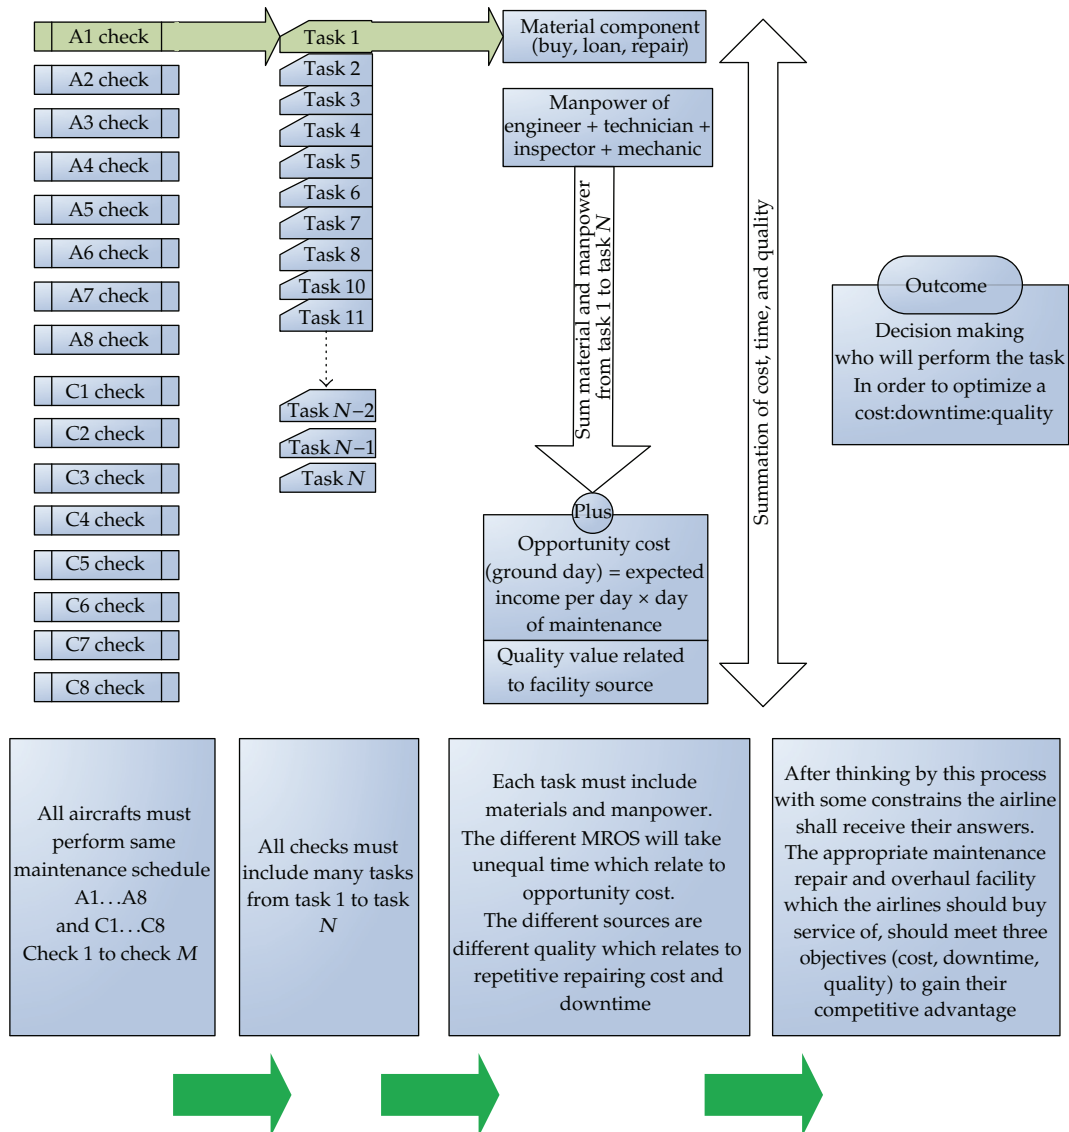 A1 check
A2 check
A3 check
A4 check
A5 check
A6 check
A7 check
A8 check
C1 check
C2 check
C3 check
C4 check
C5 check
C6 check
C7 check
C8 check
Task 1
Task 2
Task 3
Task 4
Task 5
Task 6
Task 7
Task 8
Task 10
Task 11
Task N−2
Task N−1
Task N
Material component
(buy, loan, repair)
Manpower of
engineer + technician +
inspector + mechanic
Sum material and manpower
from task 1 to task N
Plus
Opportunity cost
(ground day) = expected
income per day × day
of maintenance
Quality value related
to facility source
Summation of cost, time, and quality
Outcome
Decision making
who will perform the task
In order to optimize a
cost:downtime:quality
All aircrafts must
perform same
maintenance schedule
A1...A8
and C1...C8
Check 1 to check M
All checks must
include many tasks
from task 1 to task
N
Each task must include
materials and manpower.
The different MROS will take
unequal time which relate to
opportunity cost.
The different sources are
different quality which relates to
repetitive repairing cost and
downtime
After thinking by this process
with some constrains the airline
shall receive their answers.
The appropriate maintenance
repair and overhaul facility
which the airlines should buy
service of, should meet three
objectives (cost, downtime,
quality) to gain their
competitive advantage